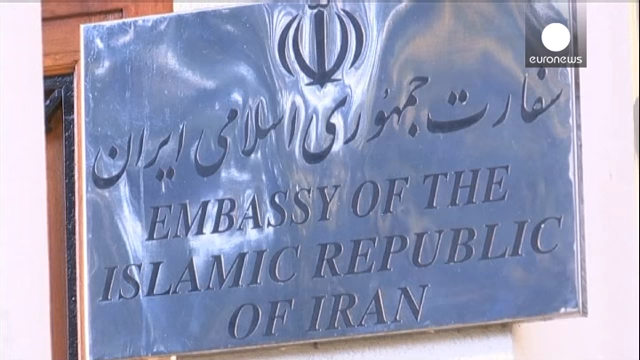 euronews
سفارت جمهوری اسلامی ایران
EMBASSY OF THE
ISLAMIC REPUBLIC
OF IRAN